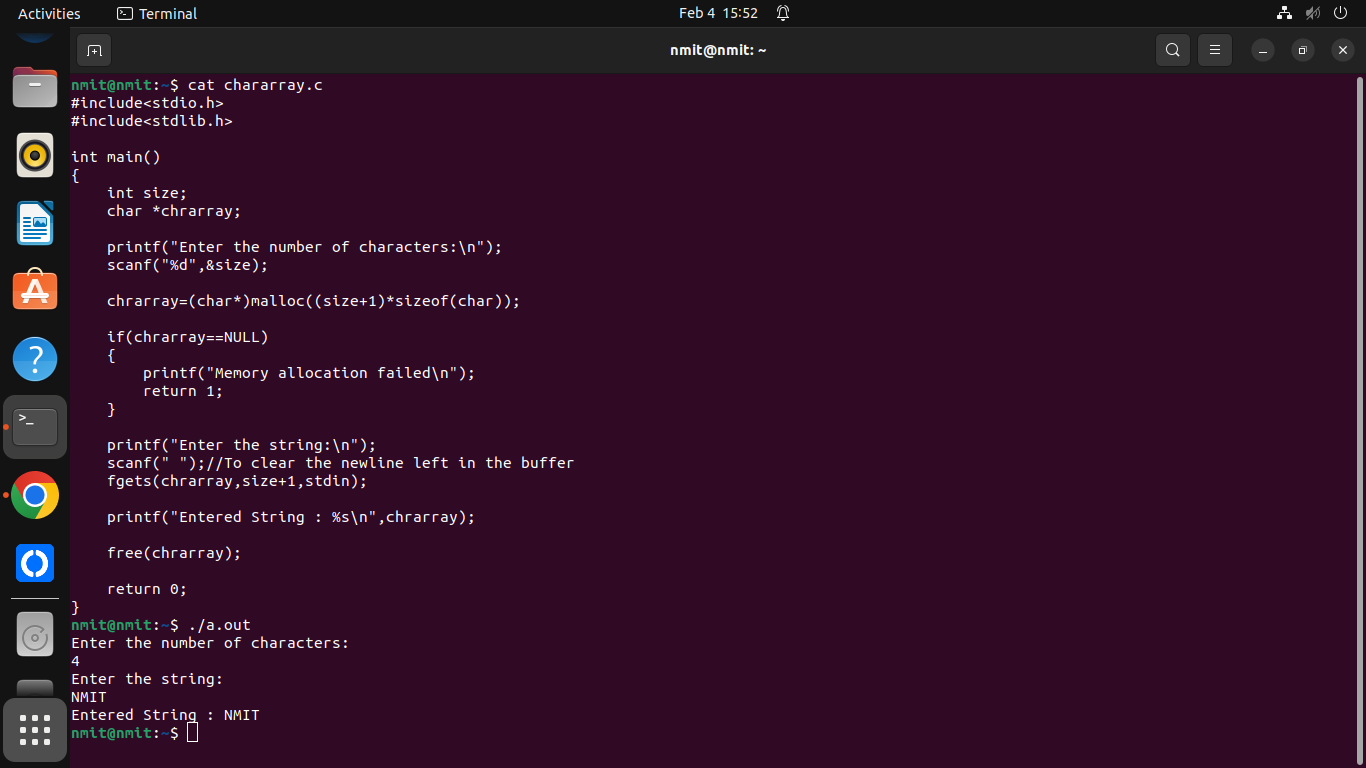 Activities Terminal Feb 4 15:52
nmit@nmit: ~
nmit@nmit:~$ cat chararray.c
#include<stdio.h>
#include<stdlib.h>

int main()
{
    int size;
    char *chrarray;

    printf("Enter the number of characters:\n");
    scanf("%d",&size);

    chrarray=(char*)malloc((size+1)*sizeof(char));

    if(chrarray==NULL)
    {
        printf("Memory allocation failed\n");
        return 1;
    }

    printf("Enter the string:\n");
    scanf(" ");//To clear the newline left in the buffer
    fgets(chrarray,size+1,stdin);

    printf("Entered String : %s\n",chrarray);

    free(chrarray);

    return 0;
}
nmit@nmit:~$ ./a.out
Enter the number of characters:
4
Enter the string:
NMIT
Entered String : NMIT
nmit@nmit:~$